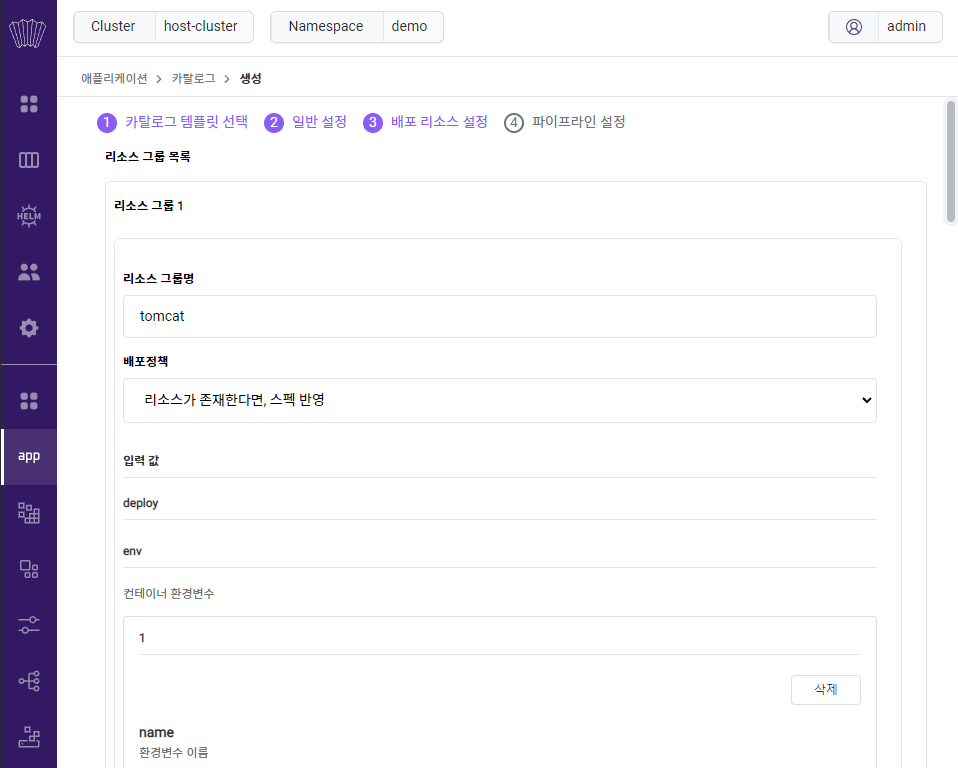 Cluster host-cluster Namespace demo admin
애플리케이션 > 카탈로그 > 생성
1 카탈로그 템플릿 선택 2 일반 설정 3 배포 리소스 설정 4 파이프라인 설정
리소스 그룹 목록
리소스 그룹 1
HELM
리소스 그룹명
tomcat
배포정책
리소스가 존재한다면, 스펙 반영
app
입력 값
deploy
env
컨테이너 환경변수
1
삭제
name
환경변수 이름